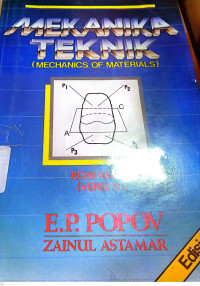 MEKANIKA
TEKNIK
(MECHANICS OF MATERIALS)
P₁
P₂
C
A
P₃
E.P. POPOV
ZAINUL ASTAMAR
Edisi